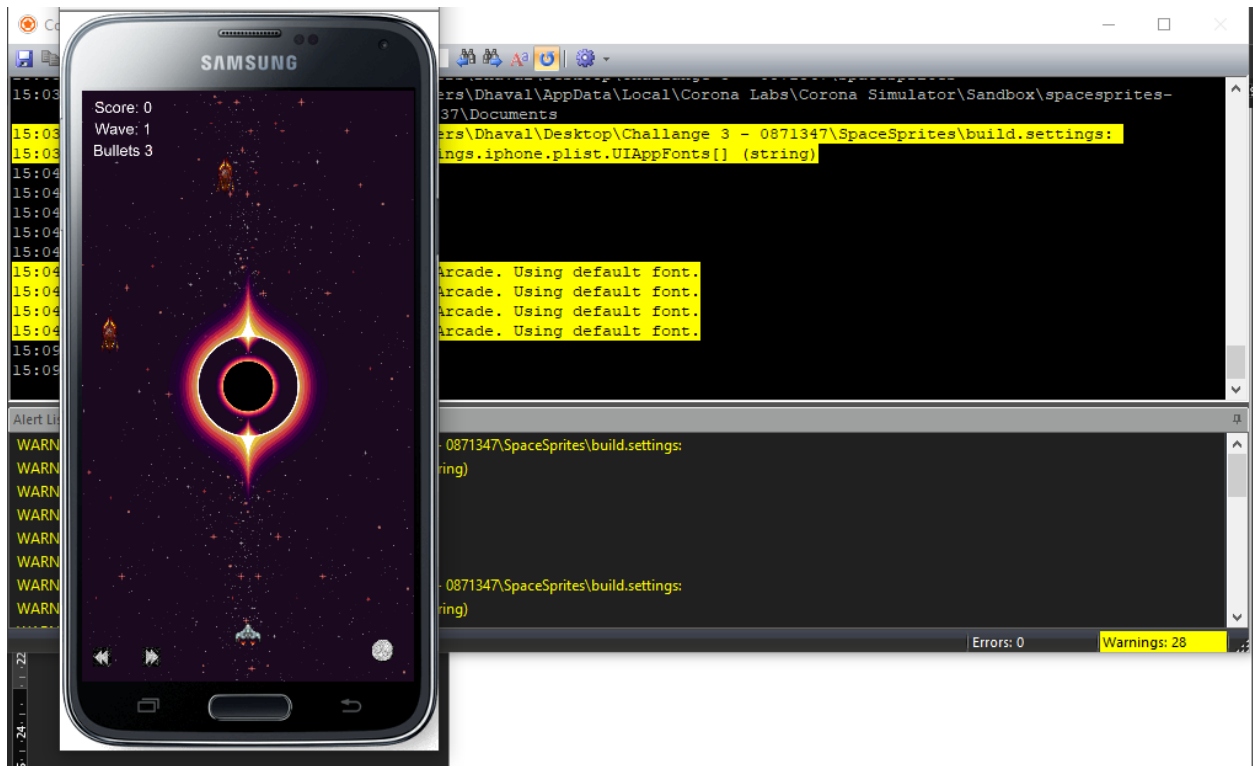 Co
SAMSUNG
Score: 0
Wave: 1
Bullets 3
15:03 ers\Dhaval\AppData\Local\Corona Labs\Corona Simulator\Sandbox\spacesprites-
37\Documents
15:03 ers\Dhaval\Desktop\Challange 3 - 0871347\SpaceSprites\build.settings:
15:03 ings.iphone.plist.UIAppFonts[] (string)
15:04
15:04
15:04
15:04
15:04
15:04 Arcade. Using default font.
15:04 Arcade. Using default font.
15:04 Arcade. Using default font.
15:04 Arcade. Using default font.
15:09
15:09
Alert Lis
WARN - 0871347\SpaceSprites\build.settings:
WARN ring)
WARN
WARN
WARN
WARN
WARN - 0871347\SpaceSprites\build.settings:
WARN ring)
Errors: 0 Warnings: 28
22
24